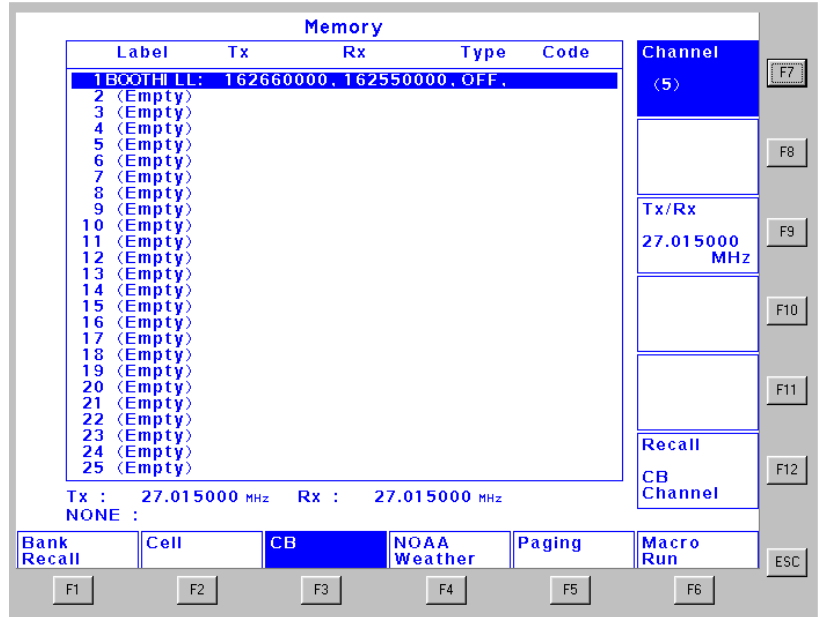 Memory
Label Tx Rx Type Code
1 BOOTHILL: 162660000, 162550000, OFF,
2 (Empty)
3 (Empty)
4 (Empty)
5 (Empty)
6 (Empty)
7 (Empty)
8 (Empty)
9 (Empty)
10 (Empty)
11 (Empty)
12 (Empty)
13 (Empty)
14 (Empty)
15 (Empty)
16 (Empty)
17 (Empty)
18 (Empty)
19 (Empty)
20 (Empty)
21 (Empty)
22 (Empty)
23 (Empty)
24 (Empty)
25 (Empty)
Tx : 27.015000 MHz Rx : 27.015000 MHz
NONE :
Channel
(5)
Tx/Rx
27.015000
MHz
Recall
CB
Channel
F7
F8
F9
F10
F11
F12
ESC
Bank
Recall
Cell
CB
NOAA
Weather
Paging
Macro
Run
F1
F2
F3
F4
F5
F6